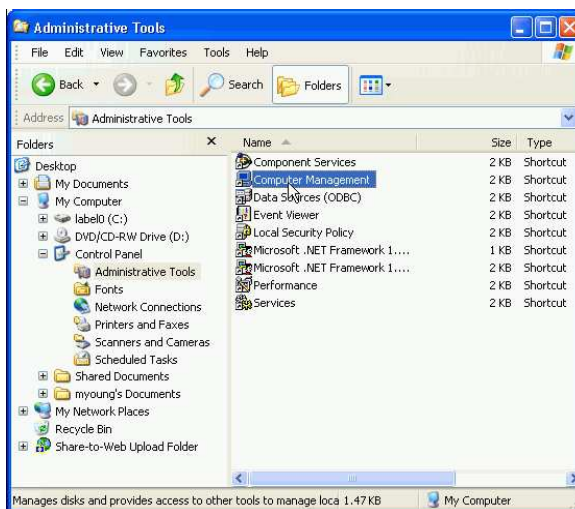 Administrative Tools
File Edit View Favorites Tools Help
Back Search Folders
Address Administrative Tools
Folders Name Size Type
Desktop
My Documents
My Computer
label0 (C:)
DVD/CD-RW Drive (D:)
Control Panel
Administrative Tools
Fonts
Network Connections
Printers and Faxes
Scanners and Cameras
Scheduled Tasks
Shared Documents
myoung's Documents
My Network Places
Recycle Bin
Share-to-Web Upload Folder
Component Services 2 KB Shortcut
Computer Management 2 KB Shortcut
Data Sources (ODBC) 2 KB Shortcut
Event Viewer 2 KB Shortcut
Local Security Policy 2 KB Shortcut
Microsoft .NET Framework 1.... 1 KB Shortcut
Microsoft .NET Framework 1.... 2 KB Shortcut
Performance 2 KB Shortcut
Services 2 KB Shortcut
Manages disks and provides access to other tools to manage loca 1.47 KB My Computer